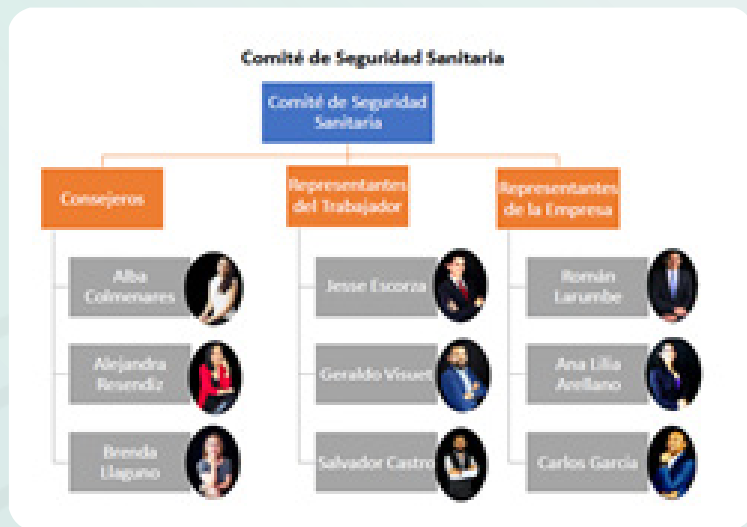 Comité de Seguridad Sanitaria
Comité de Seguridad
Sanitaria
Consejeros
Representantes
del Trabajador
Representantes
de la Empresa
Alba
Colmenares
Jesse Escorza
Román
Larumbe
Alejandra
Resendiz
Geraldo Visuet
Ana Lilia
Arellano
Brenda
Llaguno
Salvador Castro
Carlos García